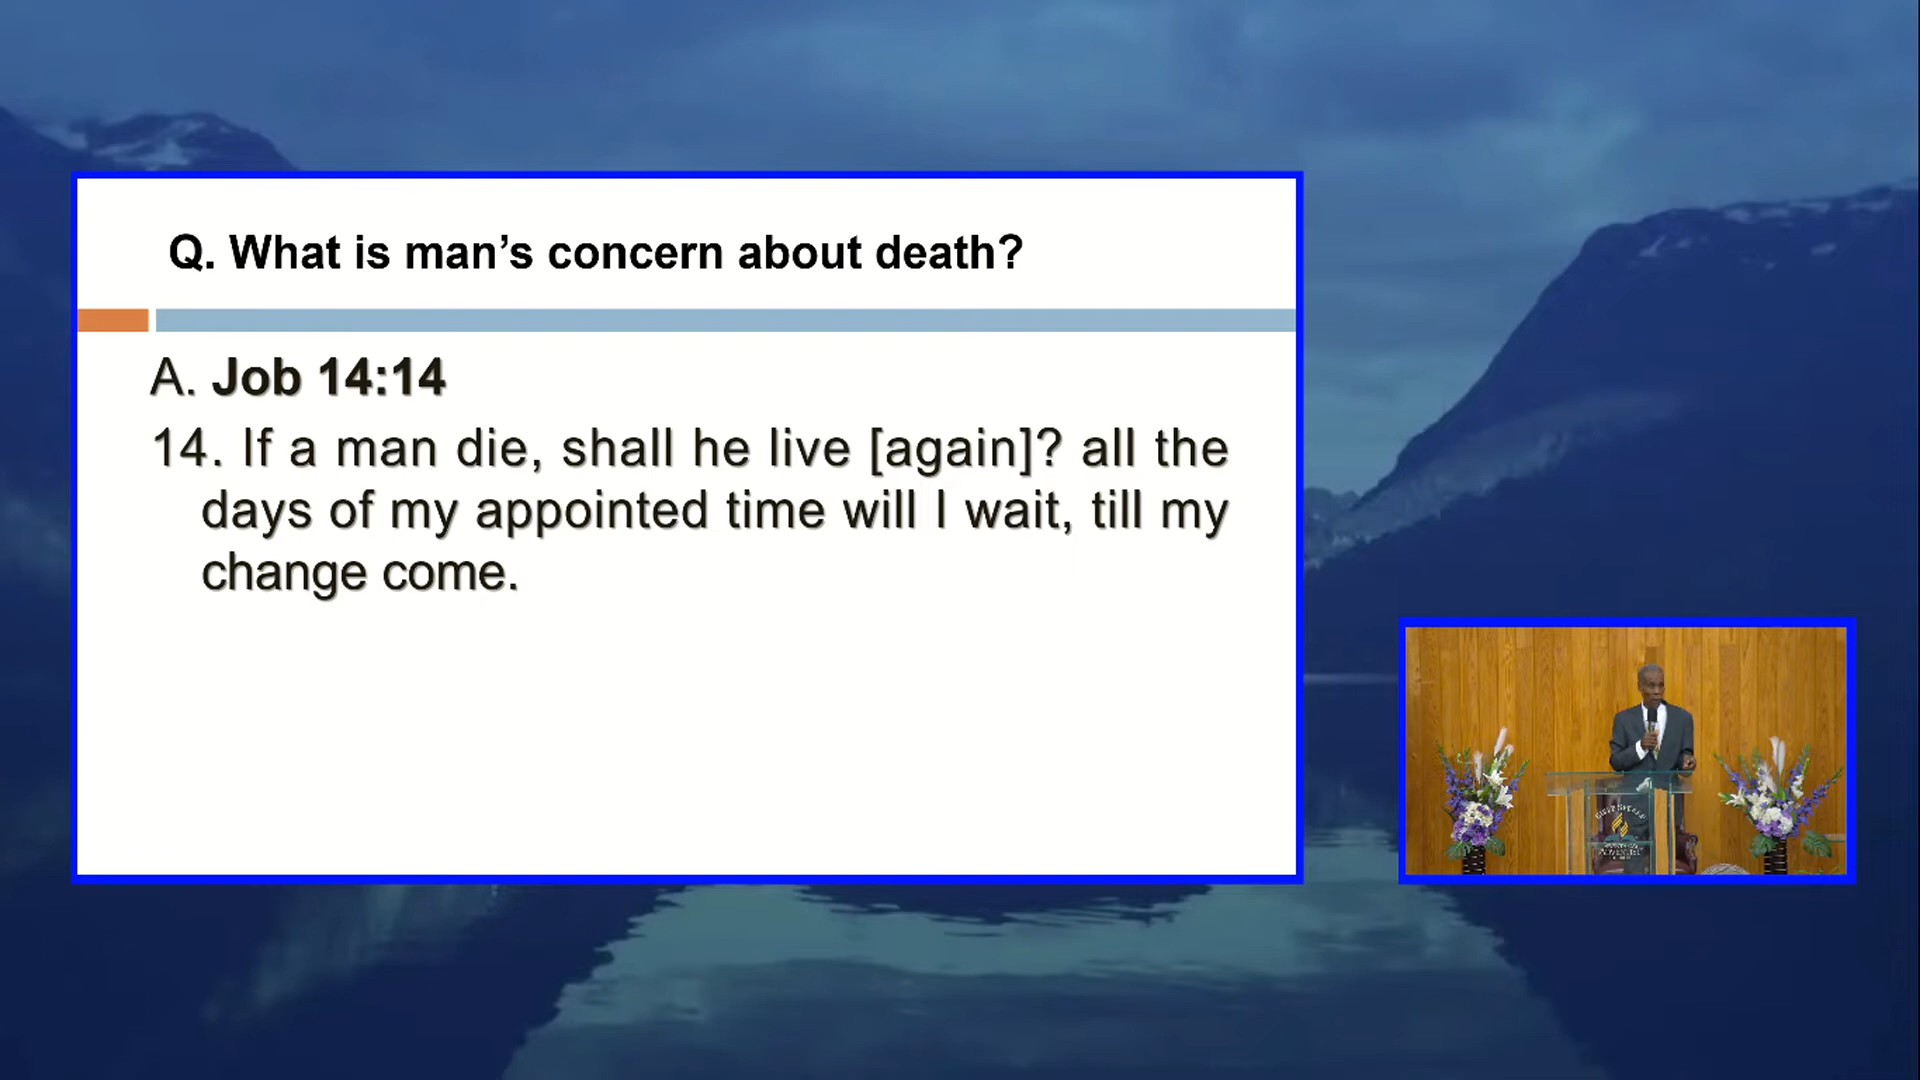 Q. What is man’s concern about death?
A. Job 14:14
14. If a man die, shall he live [again]? all the
days of my appointed time will I wait, till my
change come.